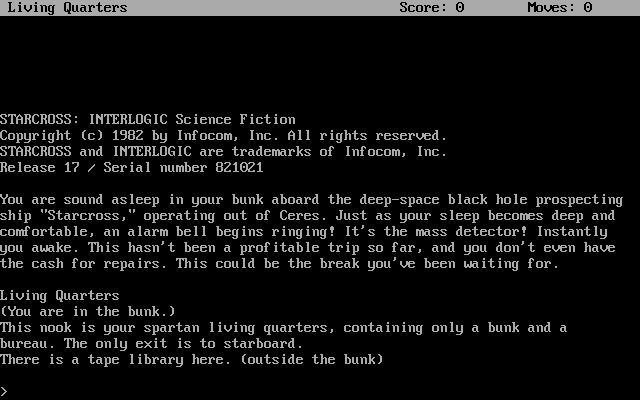 Living Quarters Score: 0 Moves: 0
STARCROSS: INTERLOGIC Science Fiction
Copyright (c) 1982 by Infocom, Inc. All rights reserved.
STARCROSS and INTERLOGIC are trademarks of Infocom, Inc.
Release 17 / Serial number 821021
You are sound asleep in your bunk aboard the deep-space black hole prospecting
ship "Starcross," operating out of Ceres. Just as your sleep becomes deep and
comfortable, an alarm bell begins ringing! It's the mass detector! Instantly
you awake. This hasn't been a profitable trip so far, and you don't even have
the cash for repairs. This could be the break you've been waiting for.
Living Quarters
(You are in the bunk.)
This nook is your spartan living quarters, containing only a bunk and a
bureau. The only exit is to starboard.
There is a tape library here. (outside the bunk)
>